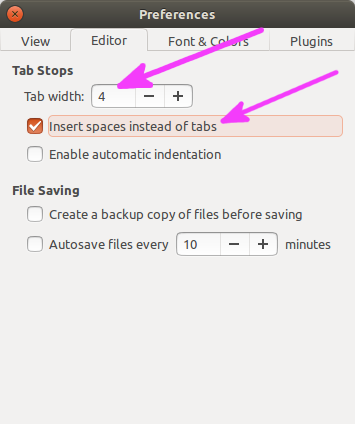 Preferences
View Editor Font & Colors Plugins
Tab Stops
Tab width: 4
Insert spaces instead of tabs
Enable automatic indentation
File Saving
Create a backup copy of files before saving
Autosave files every 10 minutes